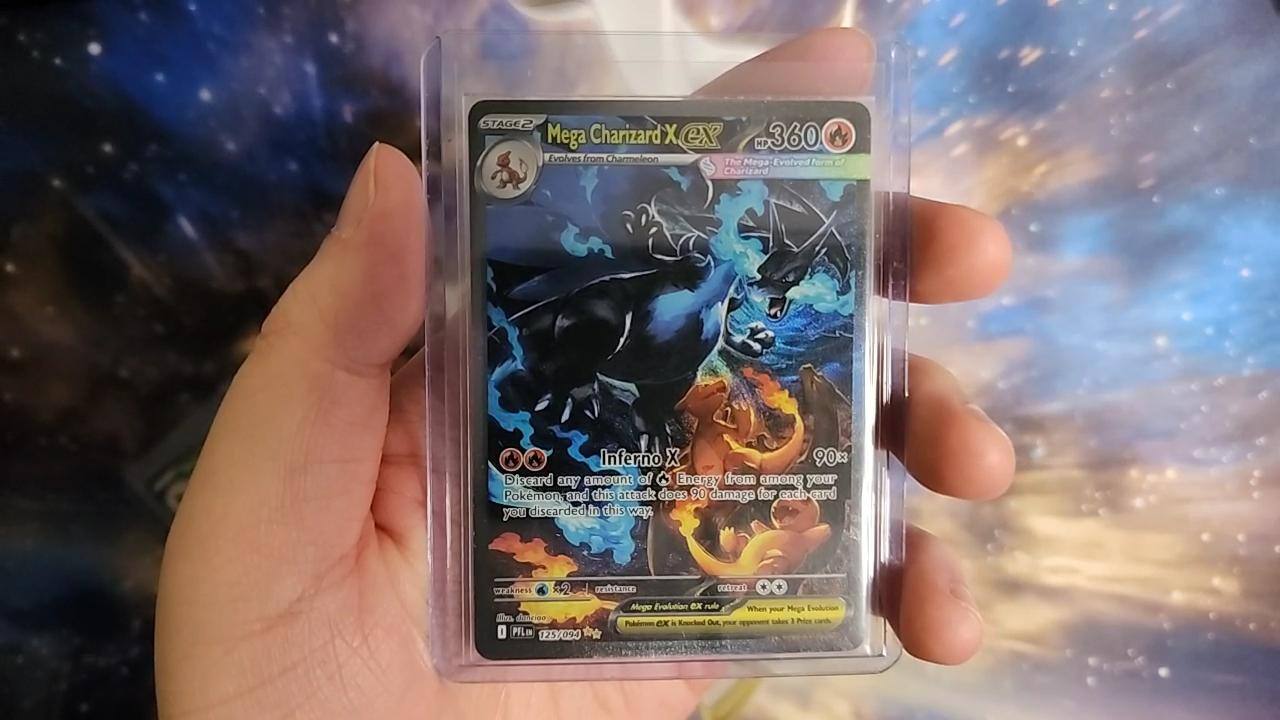 STAGE2 Mega Charizard X ex HP 360
Evolves from Charmeleon
The Mega-Evolved form of
Charizard
Inferno X 90×
Discard any amount of Energy from among your
Pokémon, and this attack does 90 damage for each card
you discarded in this way.
weakness ×2 resistance retreat
Mega Evolution ex rule When your Mega Evolution
Pokémon ex is Knocked Out, your opponent takes 3 Prize cards.
Illus. danciao
I PFL EN 125/094